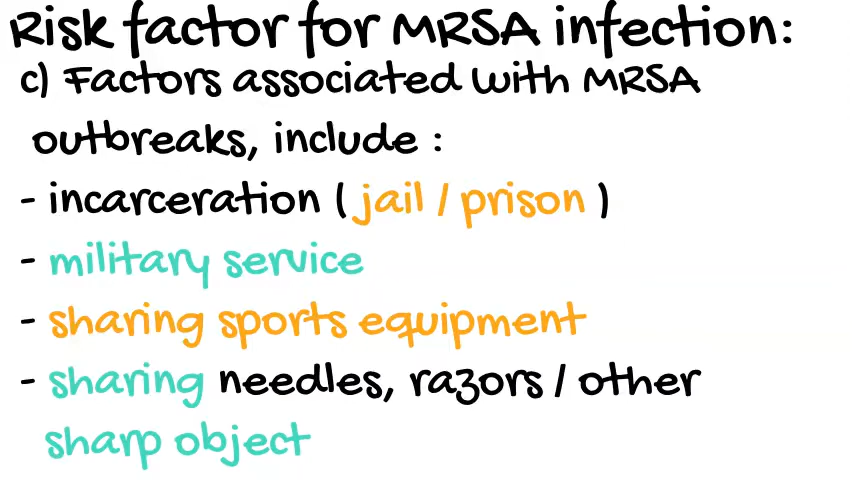 Risk factor for MRSA infection:
c) Factors associated with MRSA
outbreaks, include :
- incarceration ( jail / prison )
- military service
- sharing sports equipment
- sharing needles, razors / other
sharp object